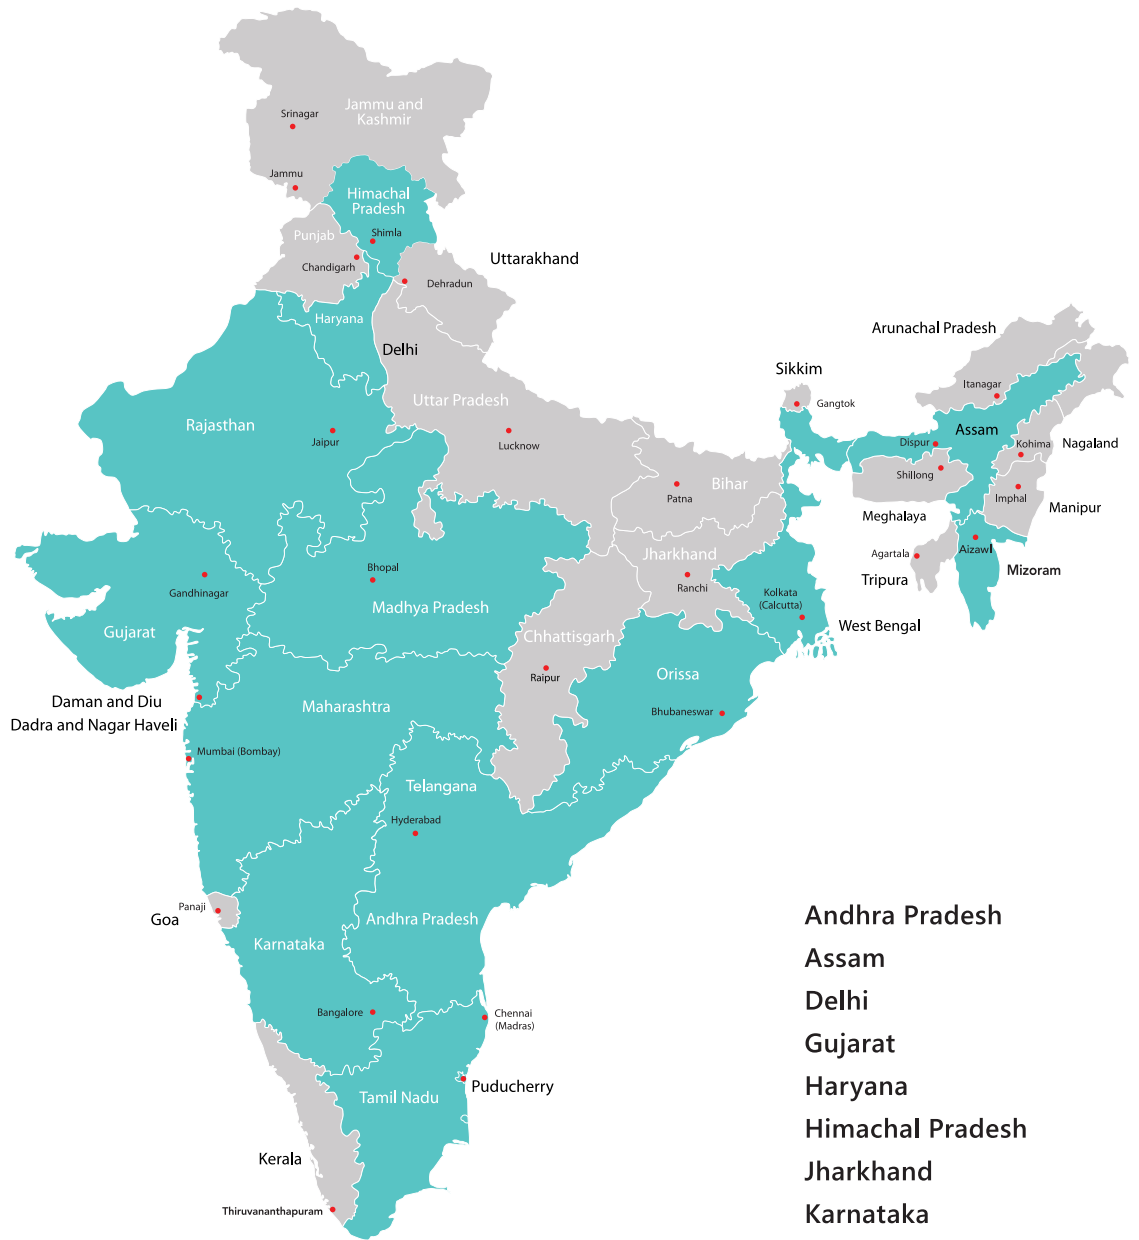 Jammu and
Kashmir
Srinagar
Jammu
Himachal
Pradesh
Shimla
Punjab
Chandigarh
Uttarakhand
Dehradun
Haryana
Delhi
Arunachal Pradesh
Sikkim
Itanagar
Gangtok
Uttar Pradesh
Rajasthan
Jaipur
Lucknow
Assam
Dispur
Kohima
Nagaland
Shillong
Bihar
Patna
Imphal
Manipur
Meghalaya
Jharkhand
Ranchi
Agartala
Aizawl
Tripura
Mizoram
Bhopal
Madhya Pradesh
Gandhinagar
Gujarat
Kolkata
(Calcutta)
West Bengal
Chhattisgarh
Raipur
Orissa
Bhubaneswar
Daman and Diu
Dadra and Nagar Haveli
Maharashtra
Mumbai (Bombay)
Telangana
Hyderabad
Panaji
Goa
Andhra Pradesh
Karnataka
Bangalore
Chennai
(Madras)
Puducherry
Tamil Nadu
Kerala
Thiruvananthapuram
Andhra Pradesh
Assam
Delhi
Gujarat
Haryana
Himachal Pradesh
Jharkhand
Karnataka